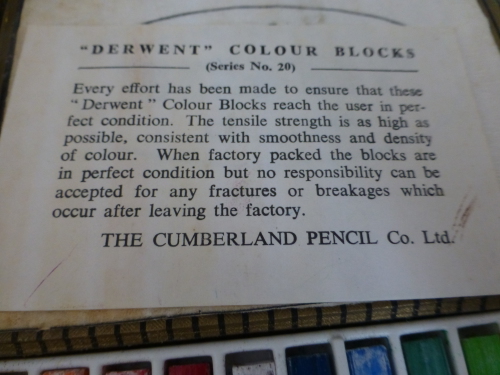 "DERWENT" COLOUR BLOCKS
(Series No. 20)
Every effort has been made to ensure that these
"Derwent" Colour Blocks reach the user in per-
fect condition. The tensile strength is as high as
possible, consistent with smoothness and density
of colour. When factory packed the blocks are
in perfect condition but no responsibility can be
accepted for any fractures or breakages which
occur after leaving the factory.
THE CUMBERLAND PENCIL Co. Ltd.